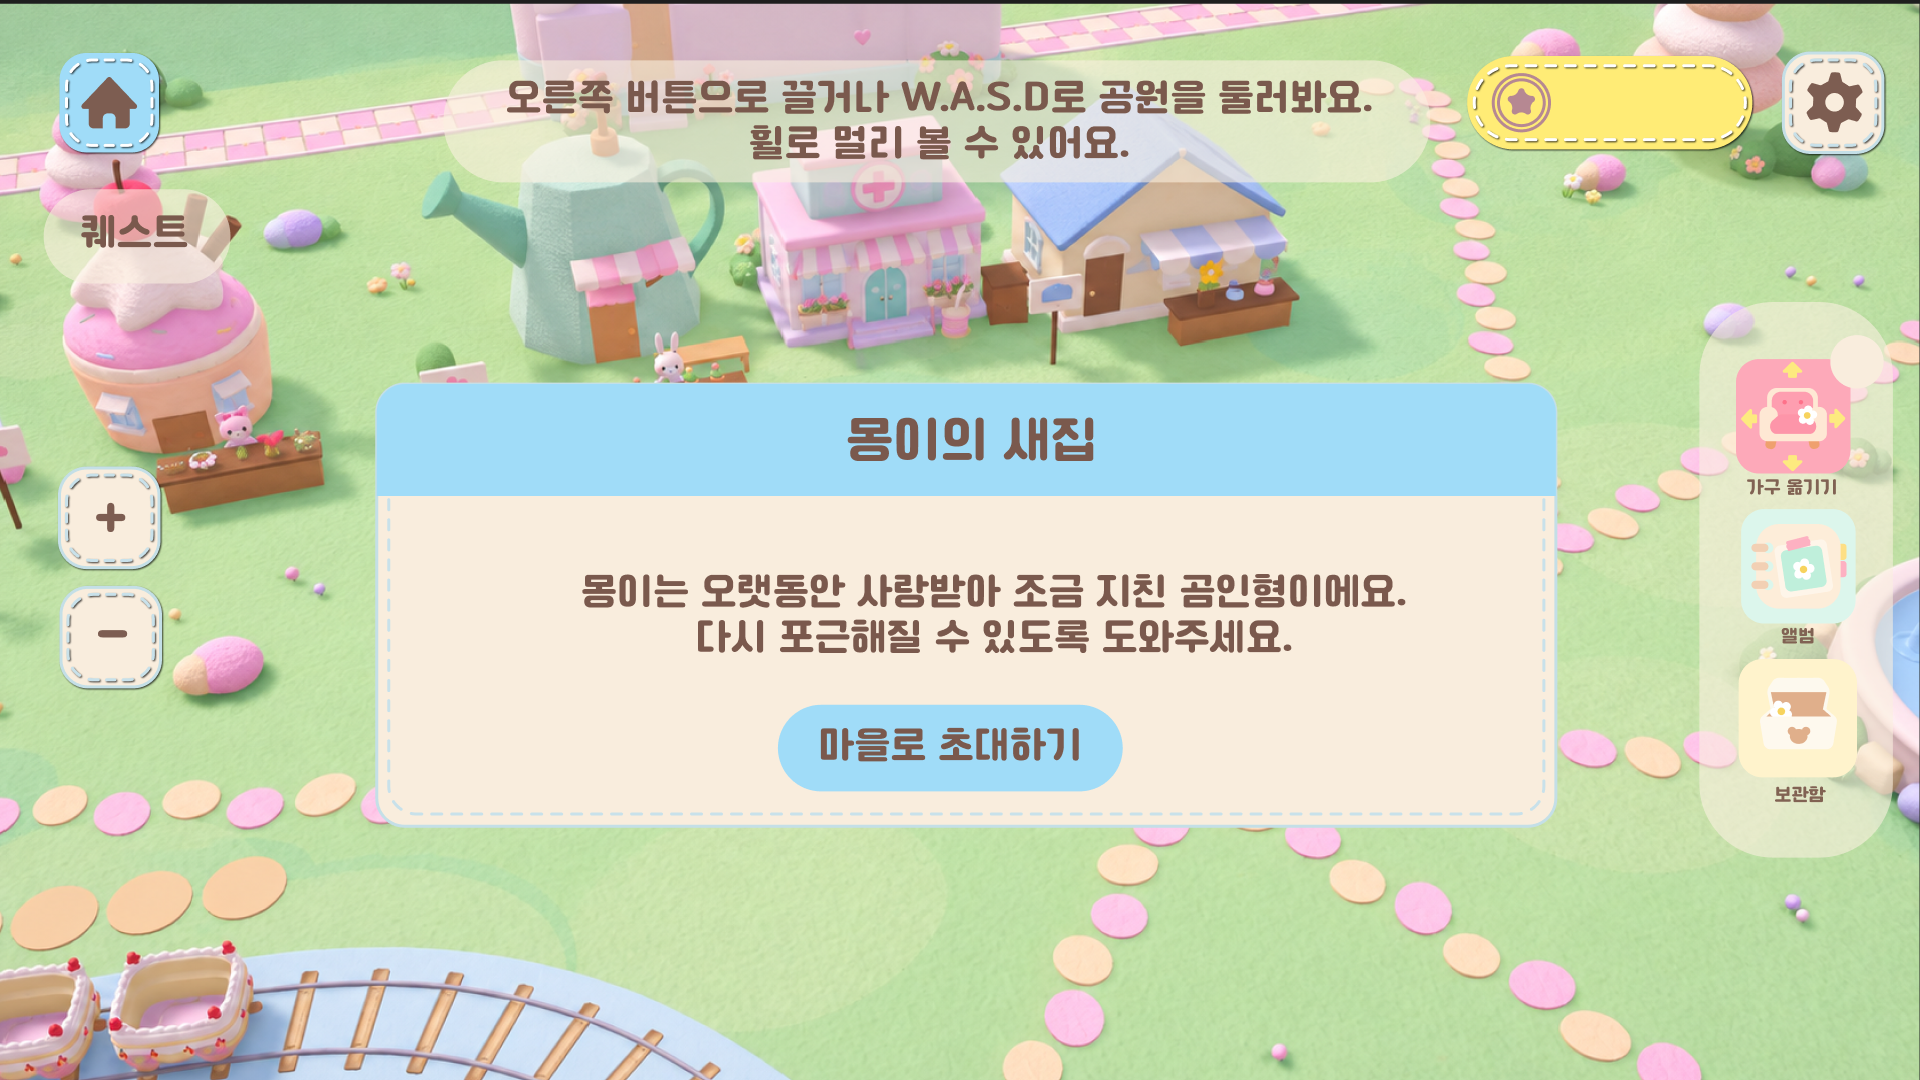 오른쪽 버튼으로 끌거나 W.A.S.D로 공원을 둘러봐요.
휠로 멀리 볼 수 있어요.
퀘스트
몽이의 새집
몽이는 오랫동안 사랑받아 조금 지친 곰인형이에요.
다시 포근해질 수 있도록 도와주세요.
마을로 초대하기
가구 옮기기
앨범
보관함